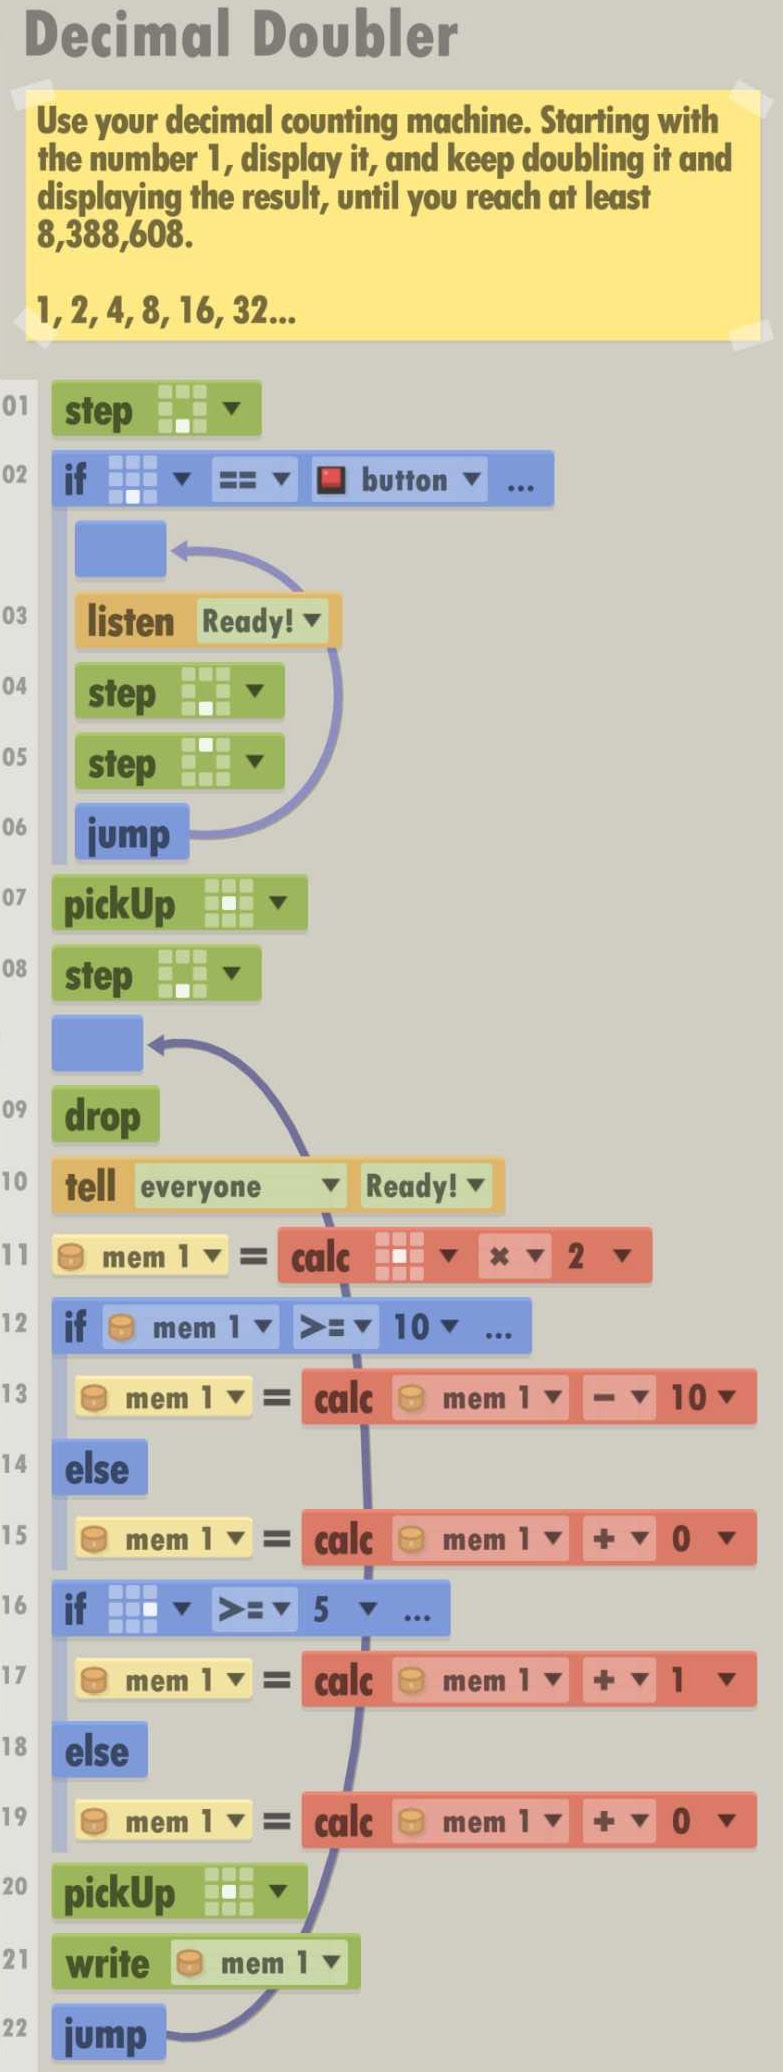 Decimal Doubler
Use your decimal counting machine. Starting with
the number 1, display it, and keep doubling it and
displaying the result, until you reach at least
8,388,608.
1, 2, 4, 8, 16, 32...
01 step
02 if == button ...
03 listen Ready!
04 step
05 step
06 jump
07 pickUp
08 step
09 drop
10 tell everyone Ready!
11 mem 1 = calc × 2
12 if mem 1 >= 10 ...
13 mem 1 = calc mem 1 - 10
14 else
15 mem 1 = calc mem 1 + 0
16 if >= 5 ...
17 mem 1 = calc mem 1 + 1
18 else
19 mem 1 = calc mem 1 + 0
20 pickUp
21 write mem 1
22 jump